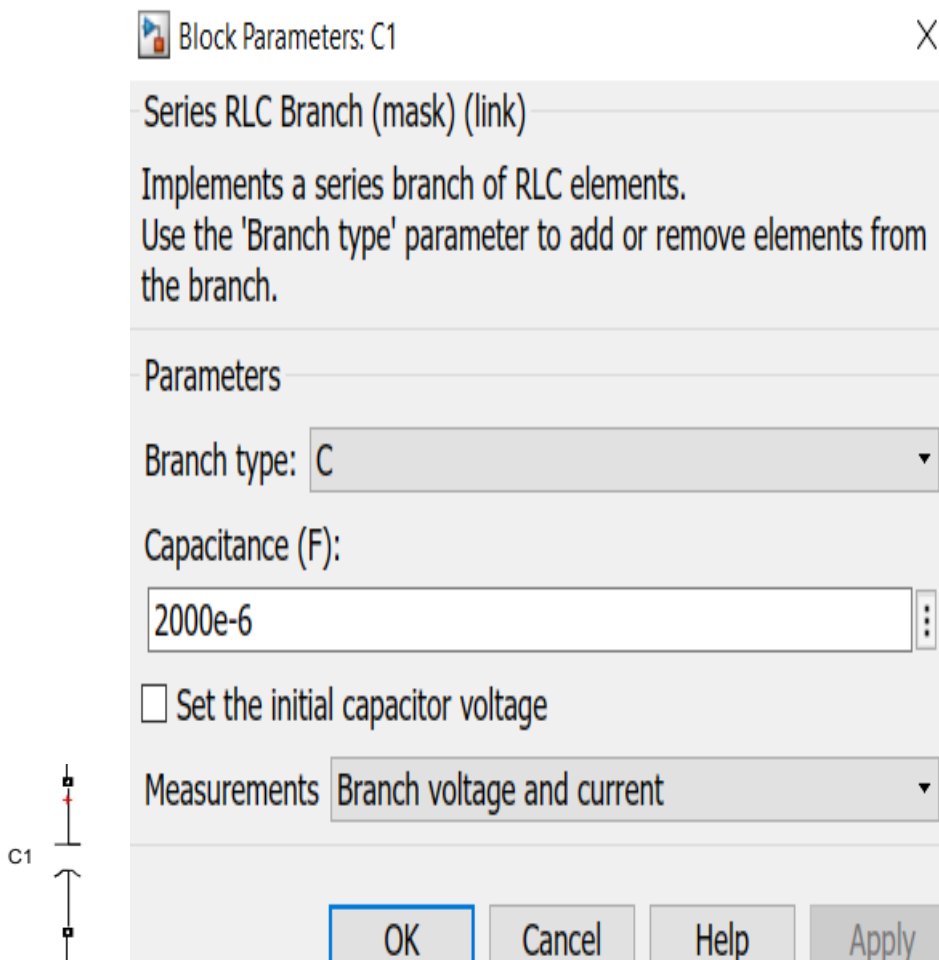 Block Parameters: C1
Series RLC Branch (mask) (link)
Implements a series branch of RLC elements.
Use the 'Branch type' parameter to add or remove elements from
the branch.
Parameters
Branch type: C
Capacitance (F):
2000e-6
Set the initial capacitor voltage
Measurements Branch voltage and current
C1
OK Cancel Help Apply